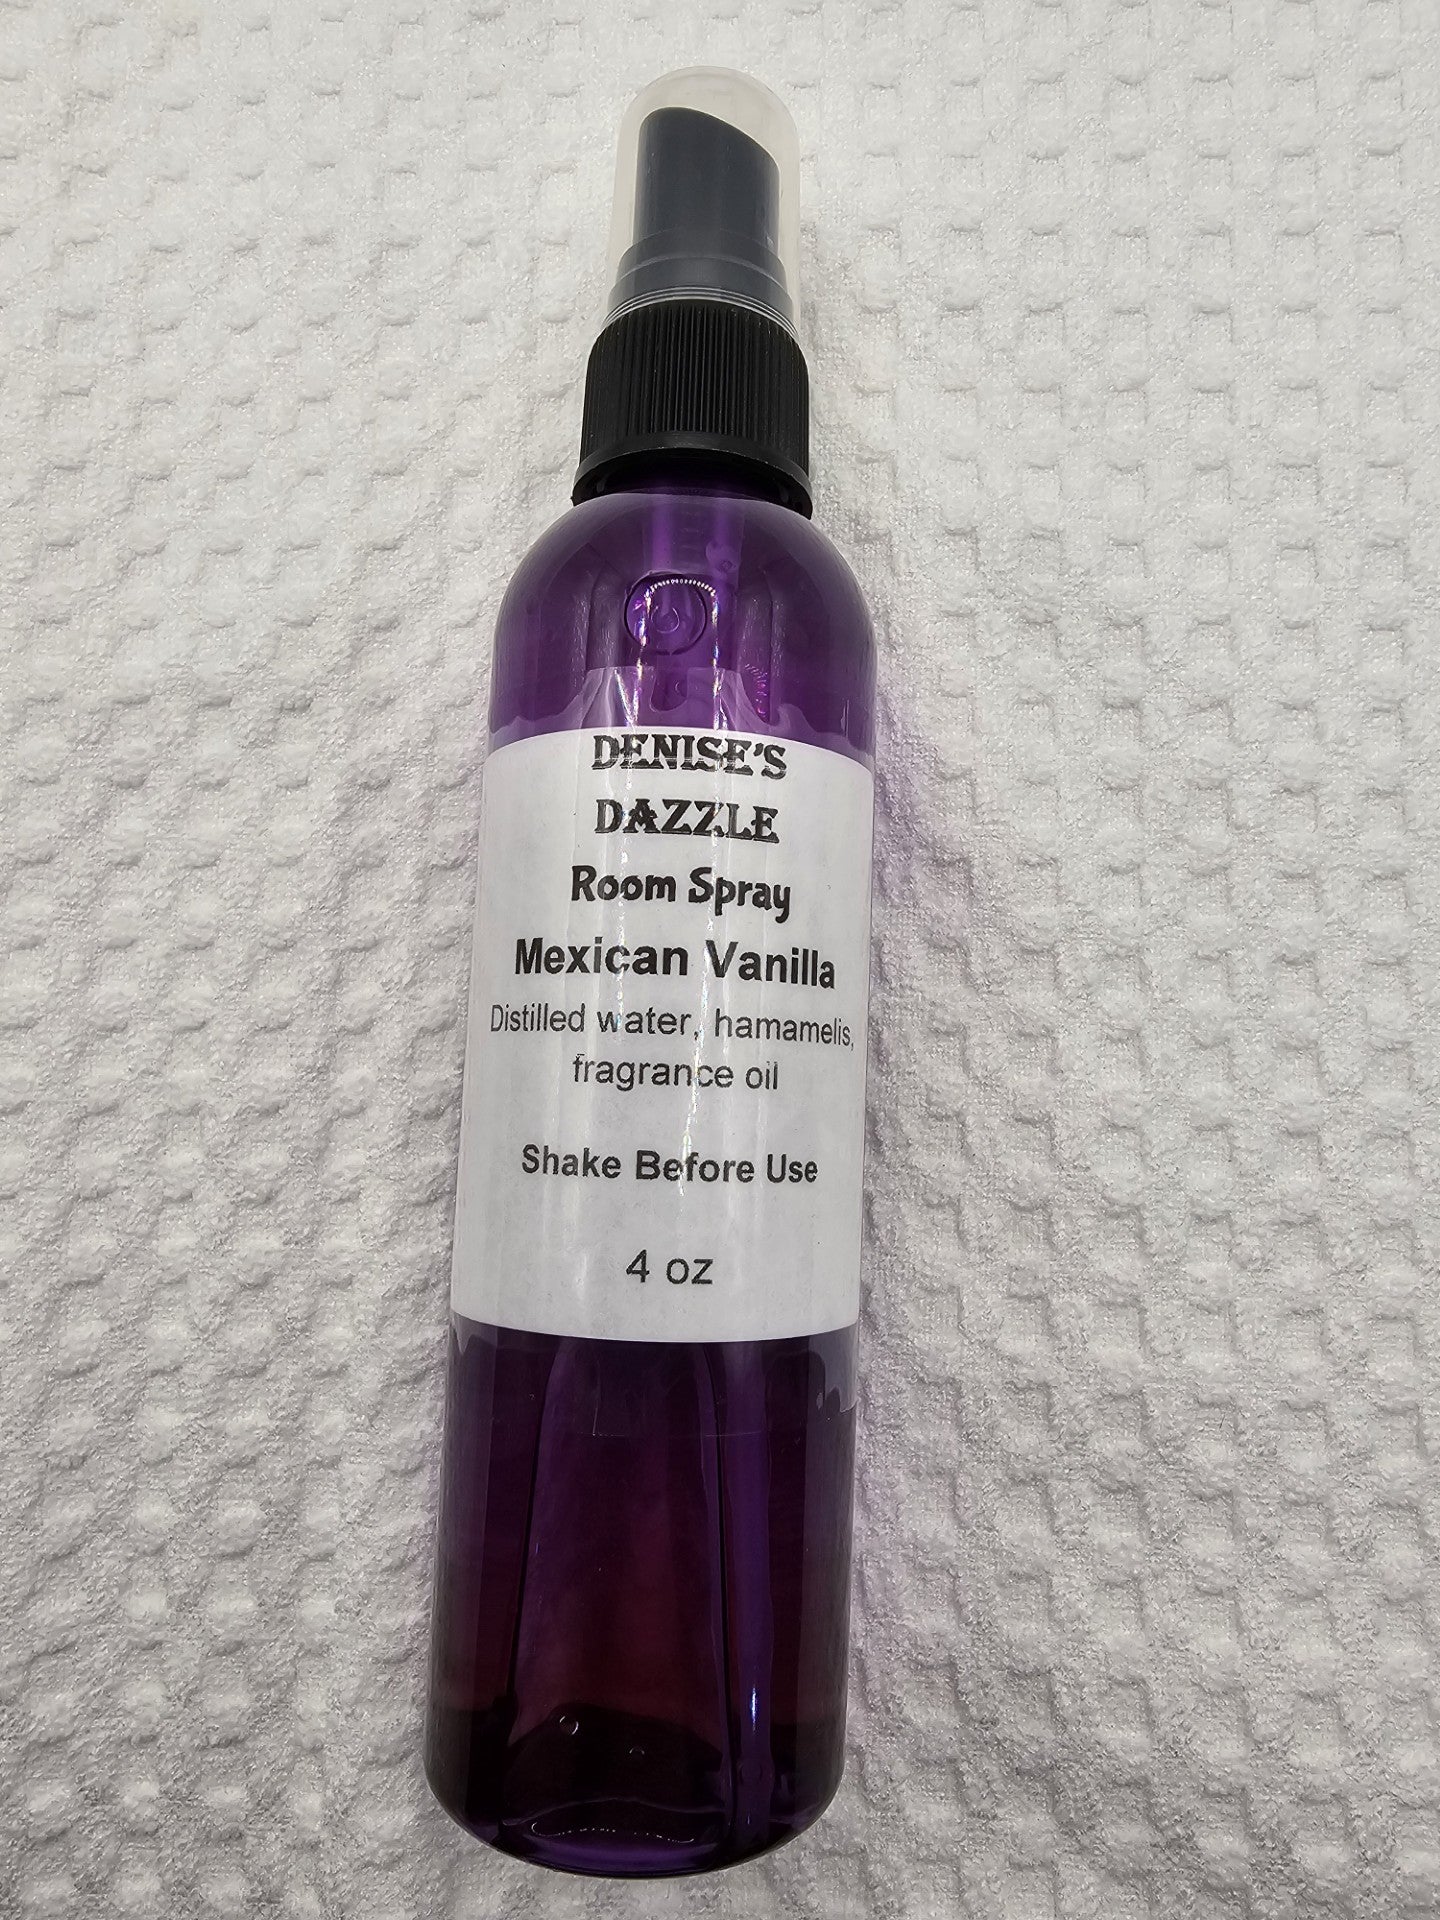 DENISE'S
DAZZLE
Room Spray
Mexican Vanilla
Distilled water, hamamelis,
fragrance oil
Shake Before Use
4 oz